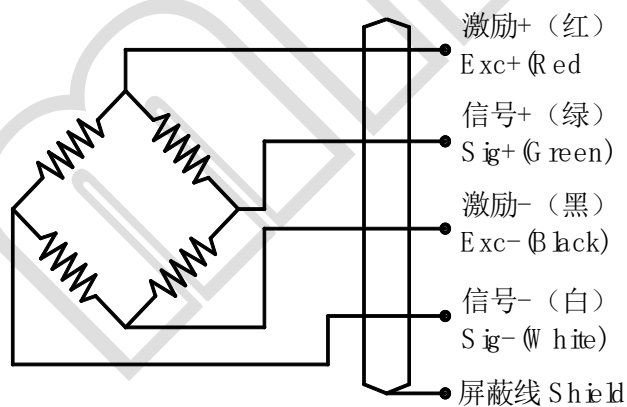 激励+（红）
Exc+(Red
信号+（绿）
Sig+(Green)
激励-（黑）
Exc-(Black)
信号-（白）
Sig-(White)
屏蔽线 Shield